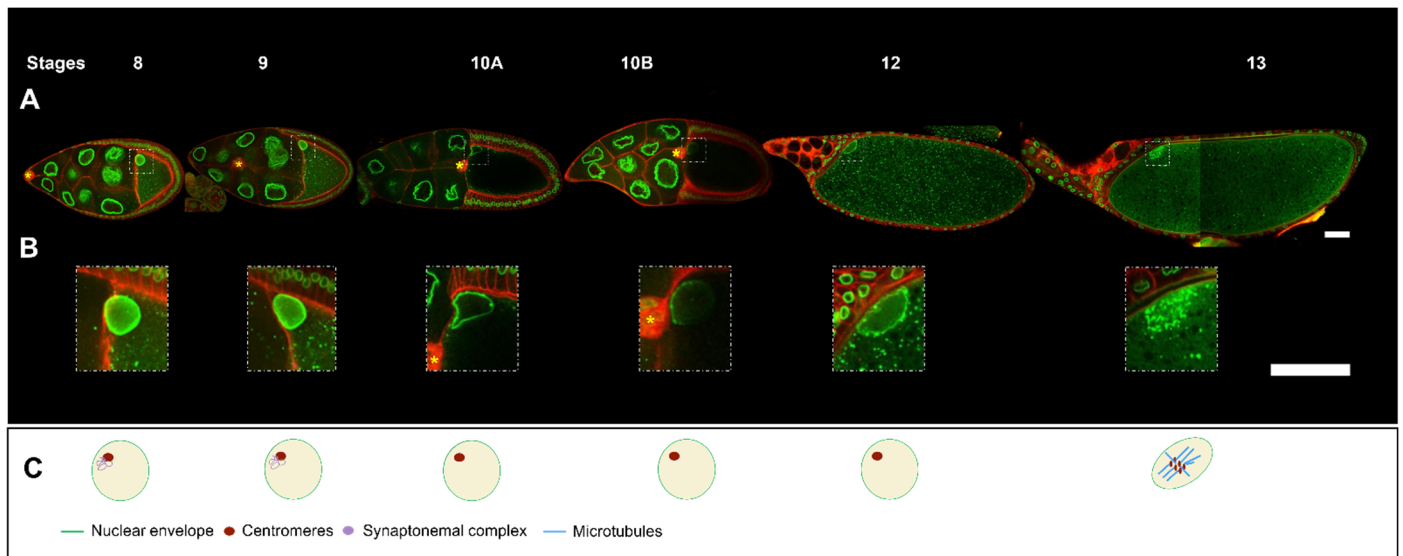 Stages 8 9 10A 10B 12 13
A
B
C
Nuclear envelope Centromeres Synaptonemal complex Microtubules